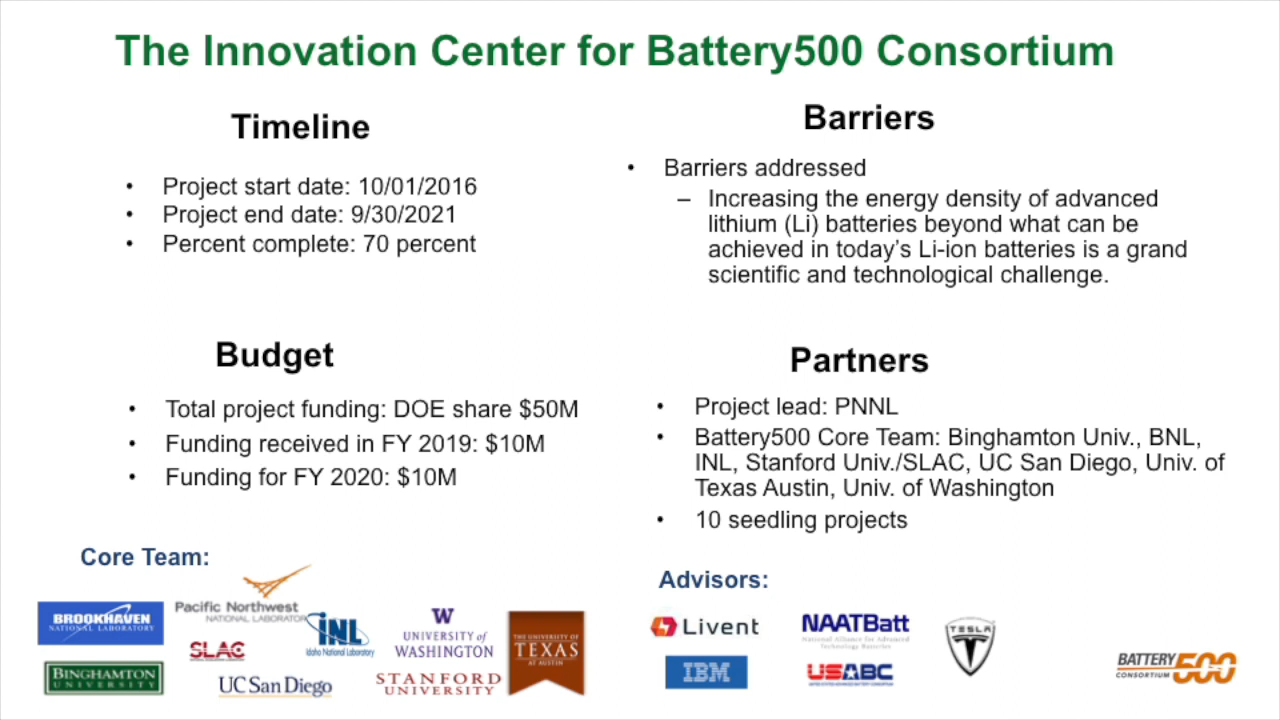 The Innovation Center for Battery500 Consortium
Timeline
• Project start date: 10/01/2016
• Project end date: 9/30/2021
• Percent complete: 70 percent
Barriers
• Barriers addressed
– Increasing the energy density of advanced
lithium (Li) batteries beyond what can be
achieved in today's Li-ion batteries is a grand
scientific and technological challenge.
Budget
• Total project funding: DOE share $50M
• Funding received in FY 2019: $10M
• Funding for FY 2020: $10M
Partners
• Project lead: PNNL
• Battery500 Core Team: Binghamton Univ., BNL,
INL, Stanford Univ./SLAC, UC San Diego, Univ. of
Texas Austin, Univ. of Washington
• 10 seedling projects
Core Team:
BROOKHAVEN
NATIONAL LABORATORY
Pacific Northwest
NATIONAL LABORATORY
INL
Idaho National Laboratory
W
UNIVERSITY of
WASHINGTON
THE UNIVERSITY OF
TEXAS
AT AUSTIN
SLAC
BINGHAMTON
UNIVERSITY
UC San Diego
STANFORD
UNIVERSITY
Advisors:
Livent
NAATBatt
National Alliance for Advanced
Technology Batteries
TESLA
IBM
USABC
UNITED STATES ADVANCED BATTERY CONSORTIUM
BATTERY
CONSORTIUM
500